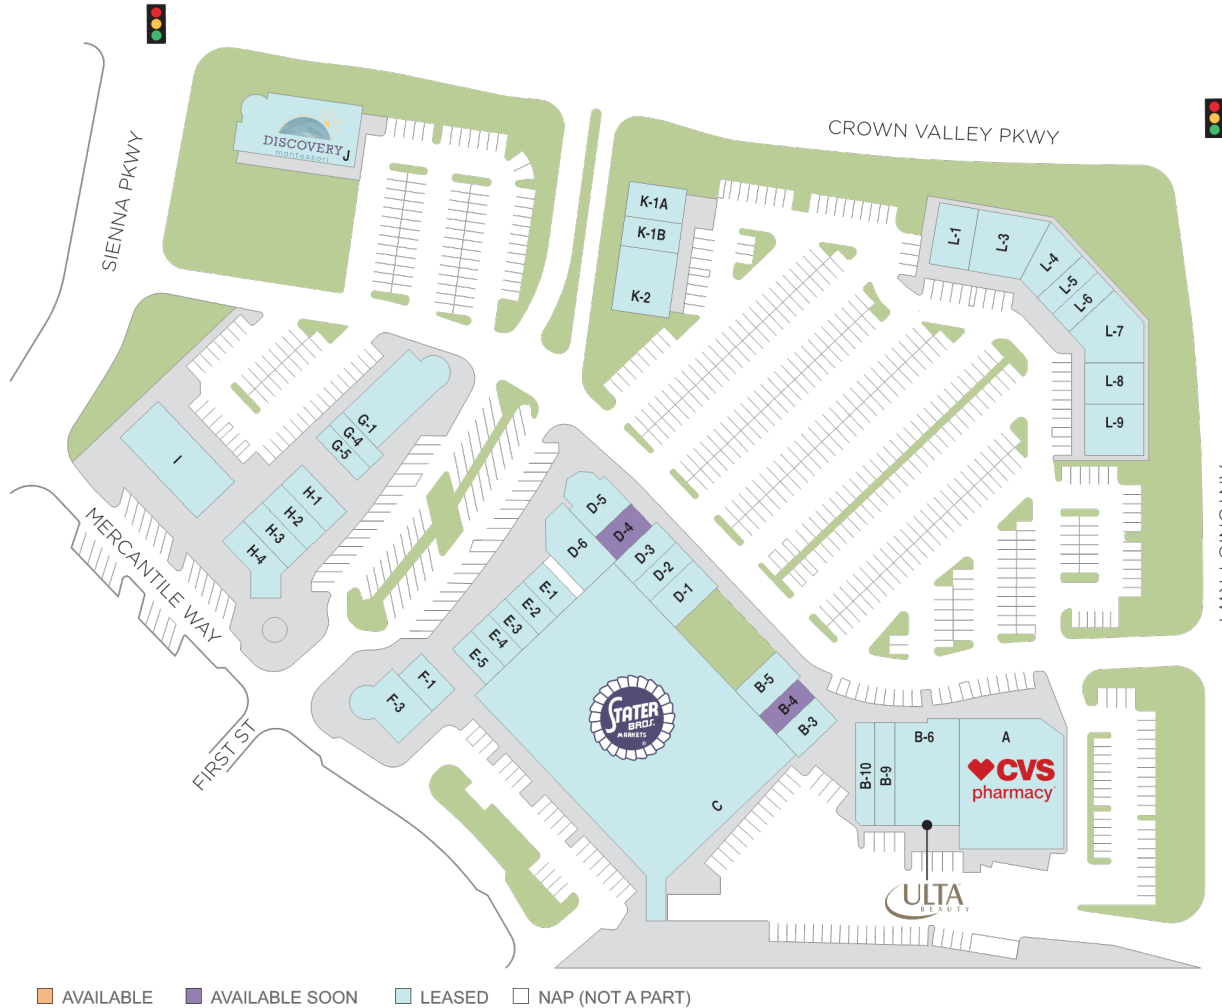 CROWN VALLEY PKWY
SIENNA PKWY
DISCOVERY
montessori
J
K-1A
K-1B
K-2
L-1
L-3
L-4
L-5
L-6
L-7
L-8
L-9
G-1
G-4
G-5
I
H-1
H-2
H-3
H-4
MERCANTILE WAY
FIRST ST
D-5
D-4
D-6
D-3
D-2
D-1
E-1
E-2
E-3
E-4
E-5
F-1
F-3
STATER
BROS.
MARKETS
C
B-5
B-4
B-3
B-10
B-9
B-6
A
CVS
pharmacy
ULTA
BEAUTY
AVAILABLE
AVAILABLE SOON
LEASED
NAP (NOT A PART)